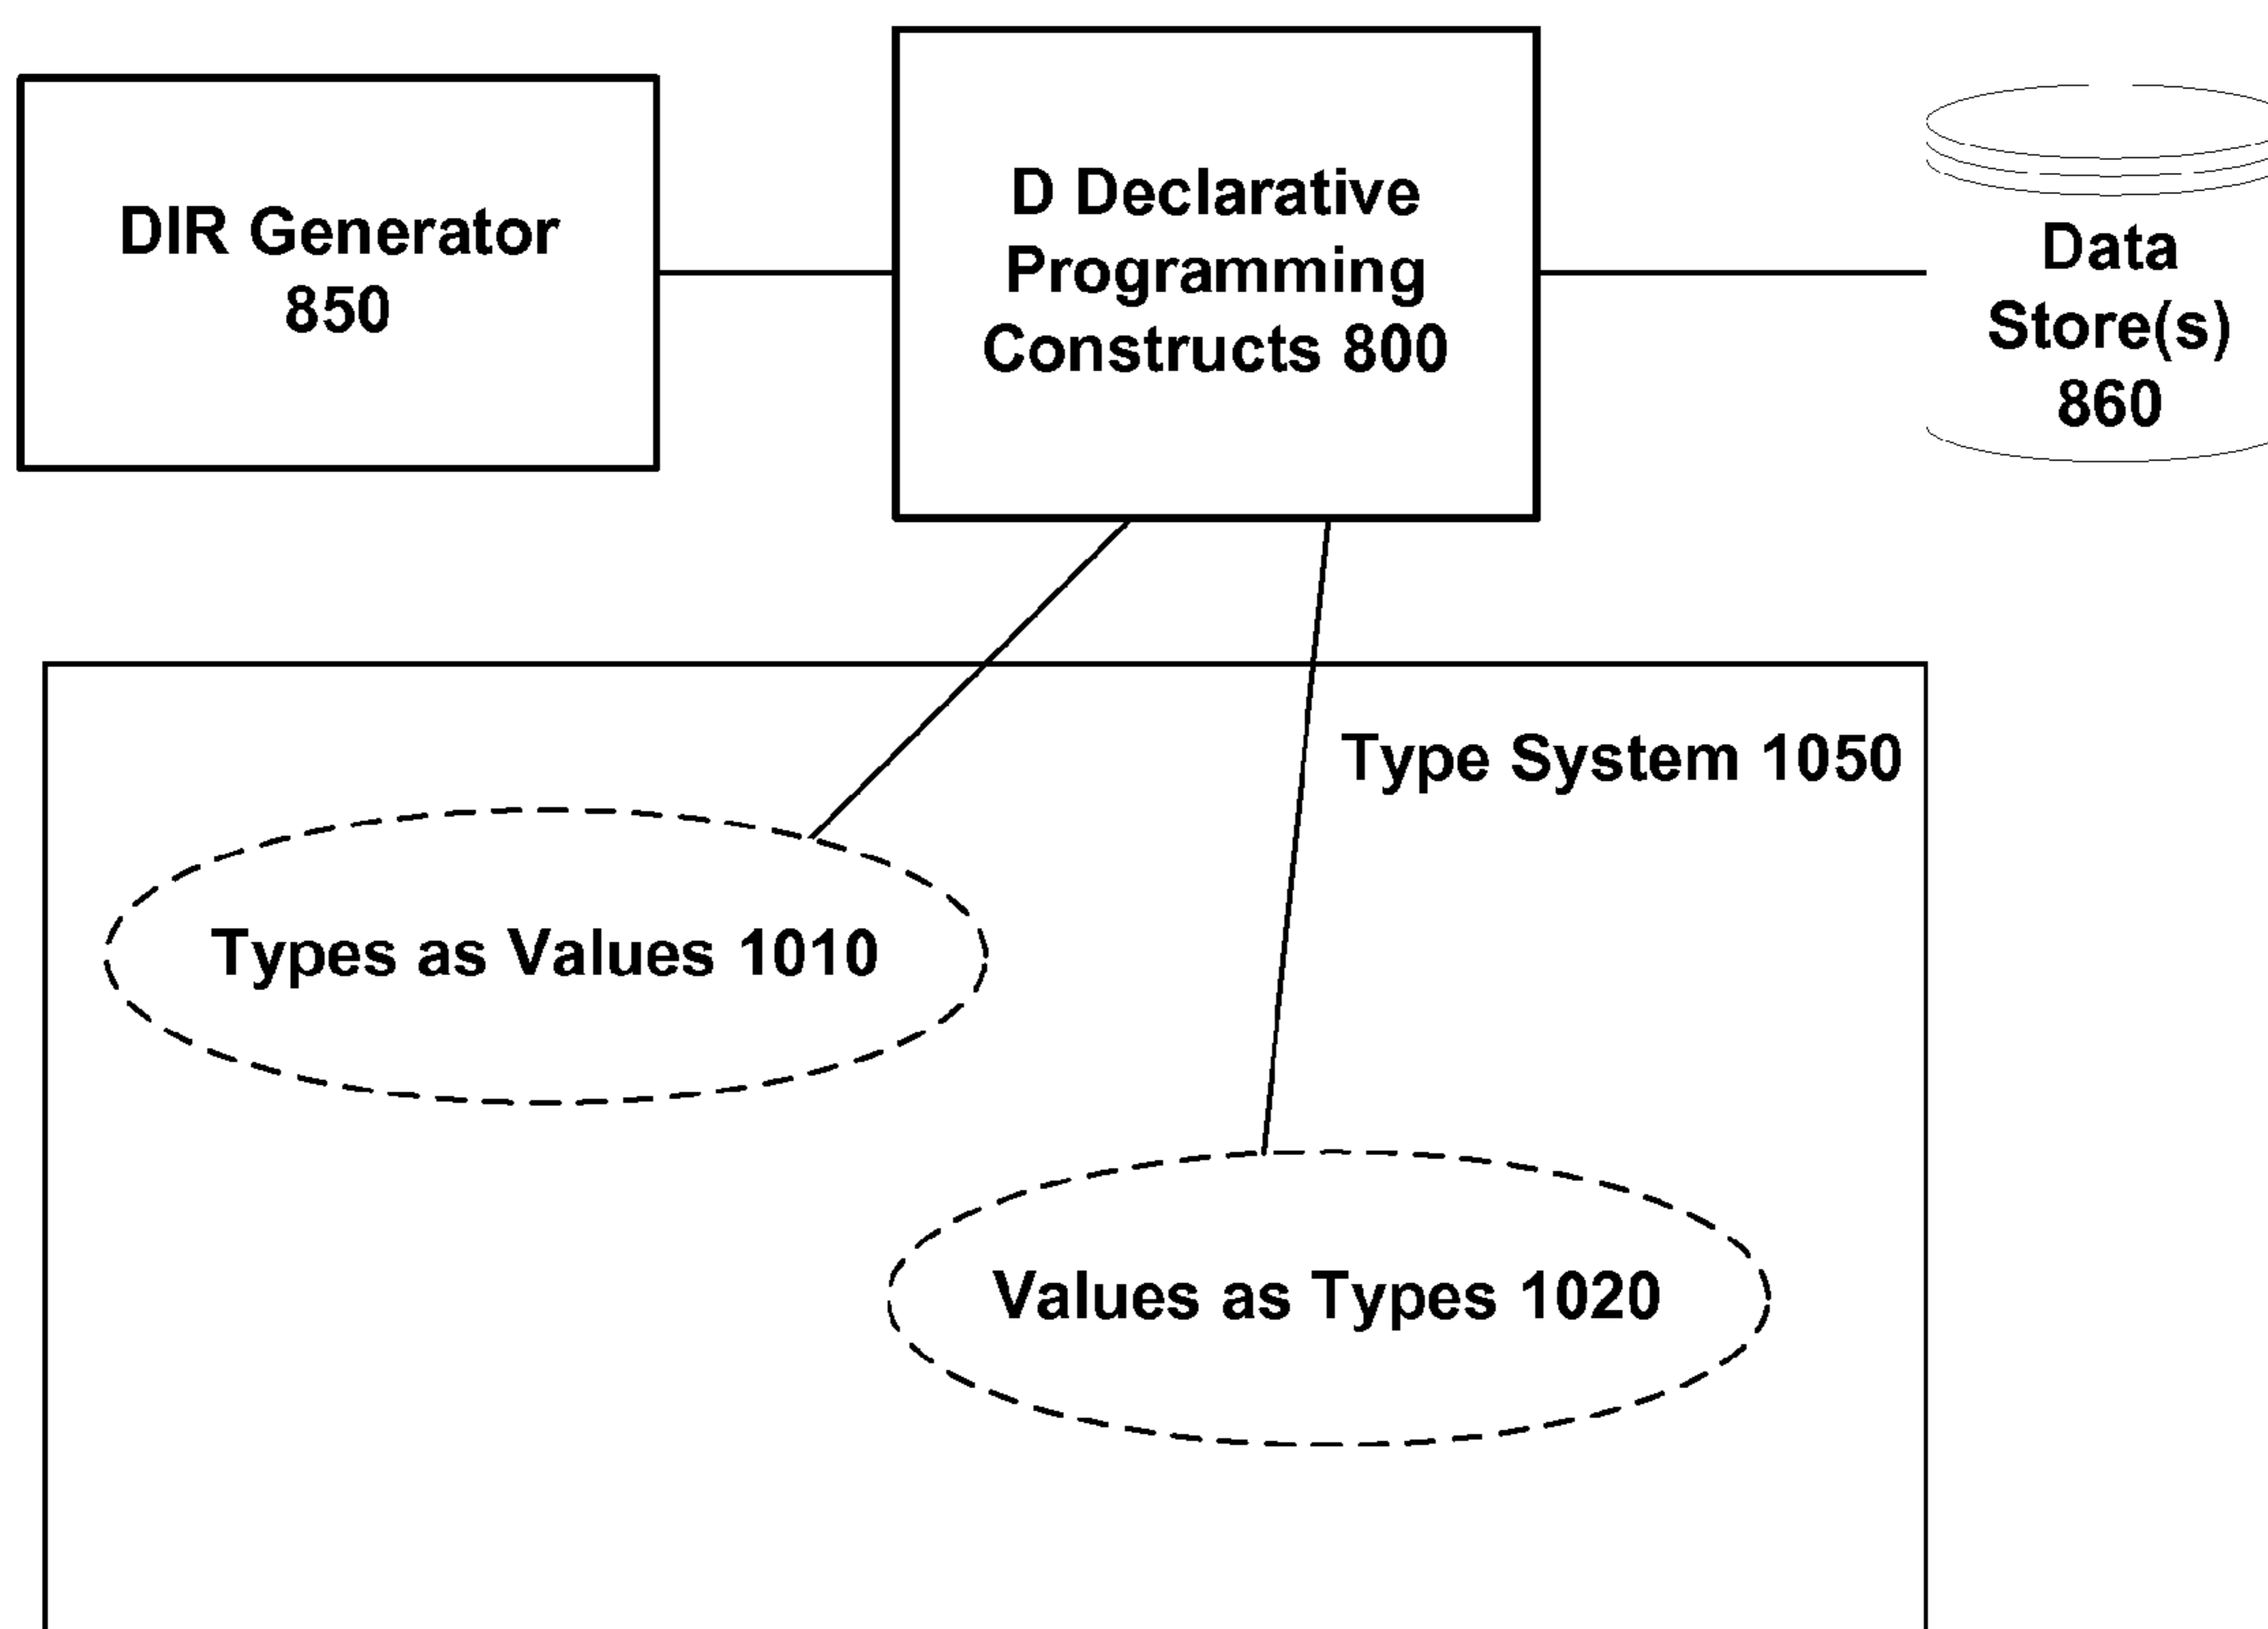 DIR Generator
850
D Declarative
Programming
Constructs 800
Data
Store(s)
860
Type System 1050
Types as Values 1010
Values as Types 1020